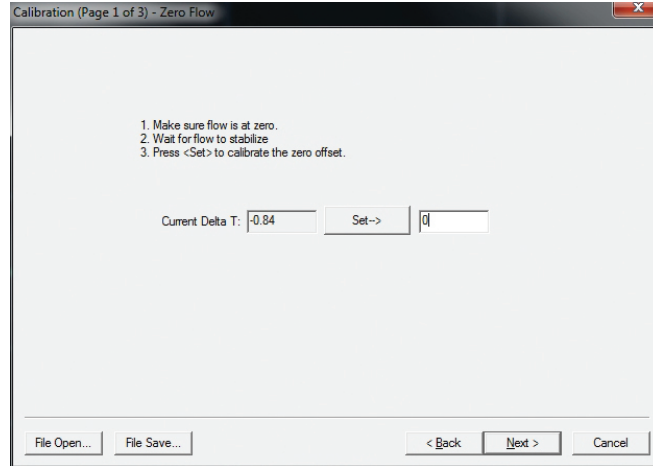 Calibration (Page 1 of 3) - Zero Flow
x
1. Make sure flow is at zero.
2. Wait for flow to stabilize
3. Press <Set> to calibrate the zero offset.
Current Delta T: -0.84 Set--> 0
File Open... File Save... < Back Next > Cancel